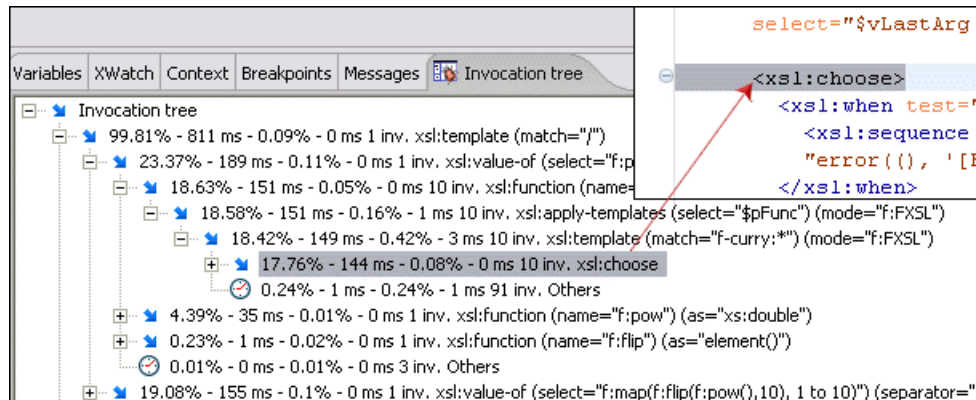 select="$vLastArg
<xsl:choose>
<xsl:when test="
<xsl:sequence
"error((), '[
</xsl:when>
Variables XWatch Context Breakpoints Messages Invocation tree
Invocation tree
99.81% - 811 ms - 0.09% - 0 ms 1 inv. xsl:template (match="/")
23.37% - 189 ms - 0.11% - 0 ms 1 inv. xsl:value-of (select="f:p
18.63% - 151 ms - 0.05% - 0 ms 10 inv. xsl:function (name=
18.58% - 151 ms - 0.16% - 1 ms 10 inv. xsl:apply-templates (select="$pFunc") (mode="f:FXSL")
18.42% - 149 ms - 0.42% - 3 ms 10 inv. xsl:template (match="f-curry:*") (mode="f:FXSL")
17.76% - 144 ms - 0.08% - 0 ms 10 inv. xsl:choose
0.24% - 1 ms - 0.24% - 1 ms 91 inv. Others
4.39% - 35 ms - 0.01% - 0 ms 1 inv. xsl:function (name="f:pow") (as="xs:double")
0.23% - 1 ms - 0.02% - 0 ms 1 inv. xsl:function (name="f:flip") (as="element()")
0.01% - 0 ms - 0.01% - 0 ms 3 inv. Others
19.08% - 155 ms - 0.1% - 0 ms 1 inv. xsl:value-of (select="f:map(f:flip(f:pow(),10), 1 to 10)") (separator="